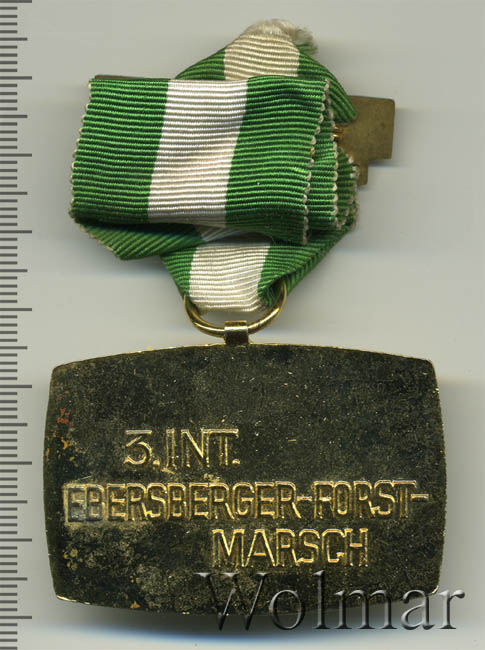 3. INT.
EBERSBERGER-FORST-
MARSCH
Wolmar